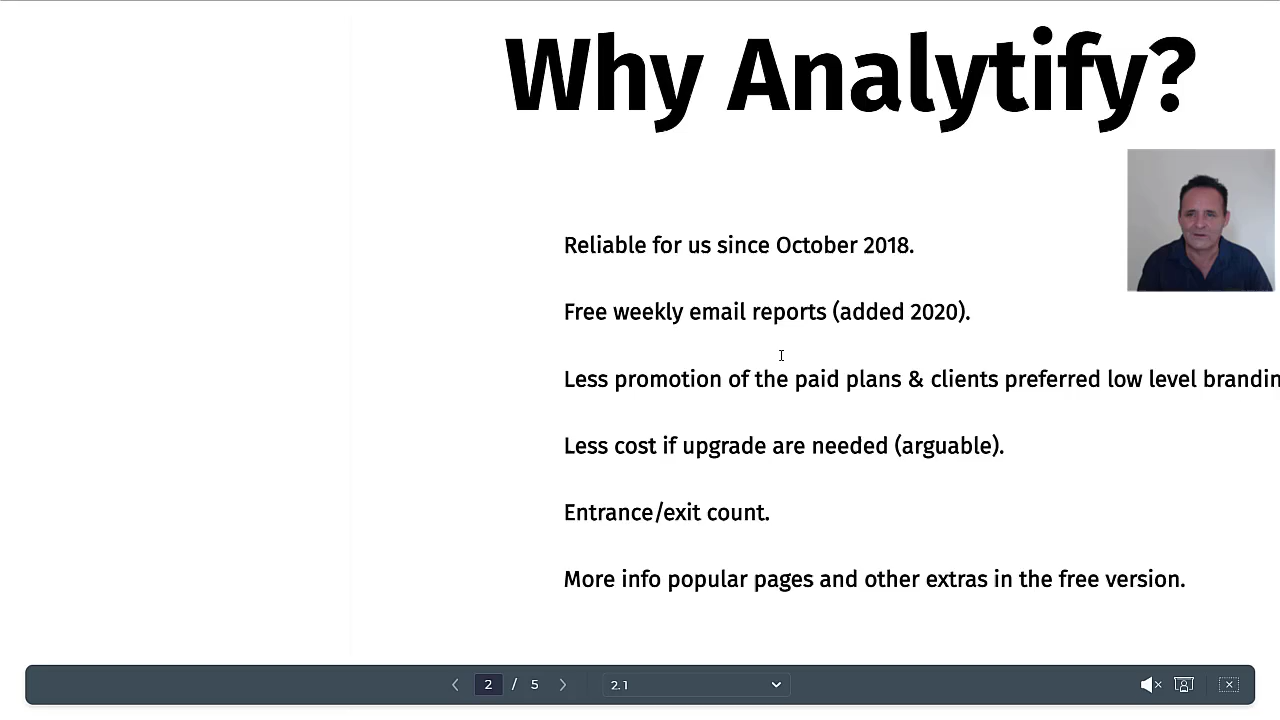 Why Analytify?
Reliable for us since October 2018.
Free weekly email reports (added 2020).
Less promotion of the paid plans & clients preferred low level brandin
Less cost if upgrade are needed (arguable).
Entrance/exit count.
More info popular pages and other extras in the free version.
2 / 5 2.1